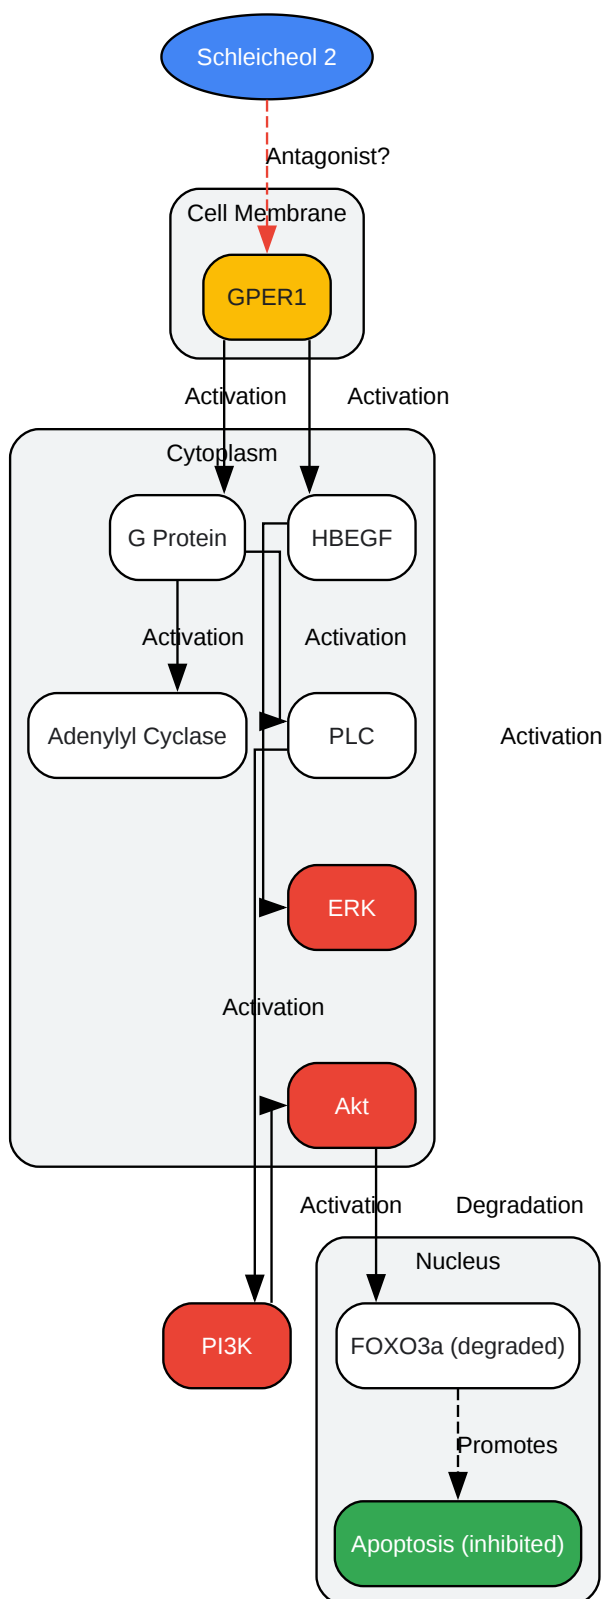 Schleicheol 2
Antagonist?
Cell Membrane
GPER1
Activation
Activation
Cytoplasm
G Protein
HBEGF
Activation
Activation
Adenylyl Cyclase
PLC
Activation
ERK
Activation
Akt
Activation
Degradation
Nucleus
PI3K
FOXO3a (degraded)
Promotes
Apoptosis (inhibited)